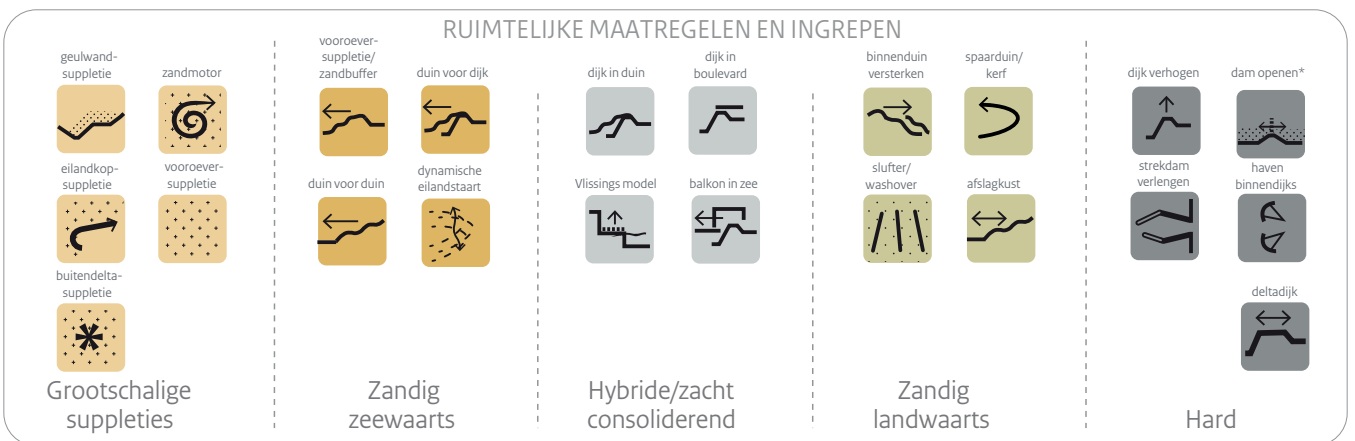 RUIMTELIJKE MAATREGELEN EN INGREPEN
geulwand-
suppletie
zandmotor
eilandkop-
suppletie
vooroever-
suppletie
buitendelta-
suppletie
Grootschalige
suppleties
vooroever-
suppletie/
zandbuffer
duin voor dijk
duin voor duin
dynamische
eilandstaart
Zandig
zeewaarts
dijk in duin
dijk in
boulevard
Vlissings model
balkon in zee
Hybride/zacht
consoliderend
binnenduin
versterken
spaarduin/
kerf
slufter/
washover
afslagkust
Zandig
landwaarts
dijk verhogen
dam openen*
strekdam
verlengen
haven
binnendijks
deltadijk
Hard